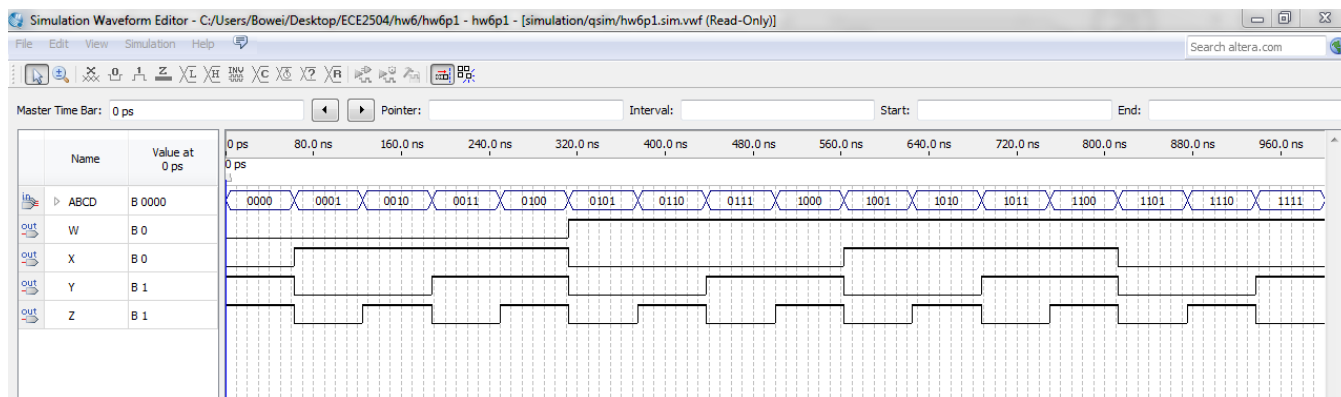 Simulation Waveform Editor - C:/Users/Bowei/Desktop/ECE2504/hw6/hw6p1 - hw6p1 - [simulation/qsim/hw6p1.sim.vwf (Read-Only)]
File Edit View Simulation Help
Search altera.com
Master Time Bar: 0 ps Pointer: Interval: Start: End:
Name Value at 0 ps
0 ps 80.0 ns 160.0 ns 240.0 ns 320.0 ns 400.0 ns 480.0 ns 560.0 ns 640.0 ns 720.0 ns 800.0 ns 880.0 ns 960.0 ns
0 ps
in ABCD B 0000 0000 0001 0010 0011 0100 0101 0110 0111 1000 1001 1010 1011 1100 1101 1110 1111
out W B 0
out X B 0
out Y B 1
out Z B 1